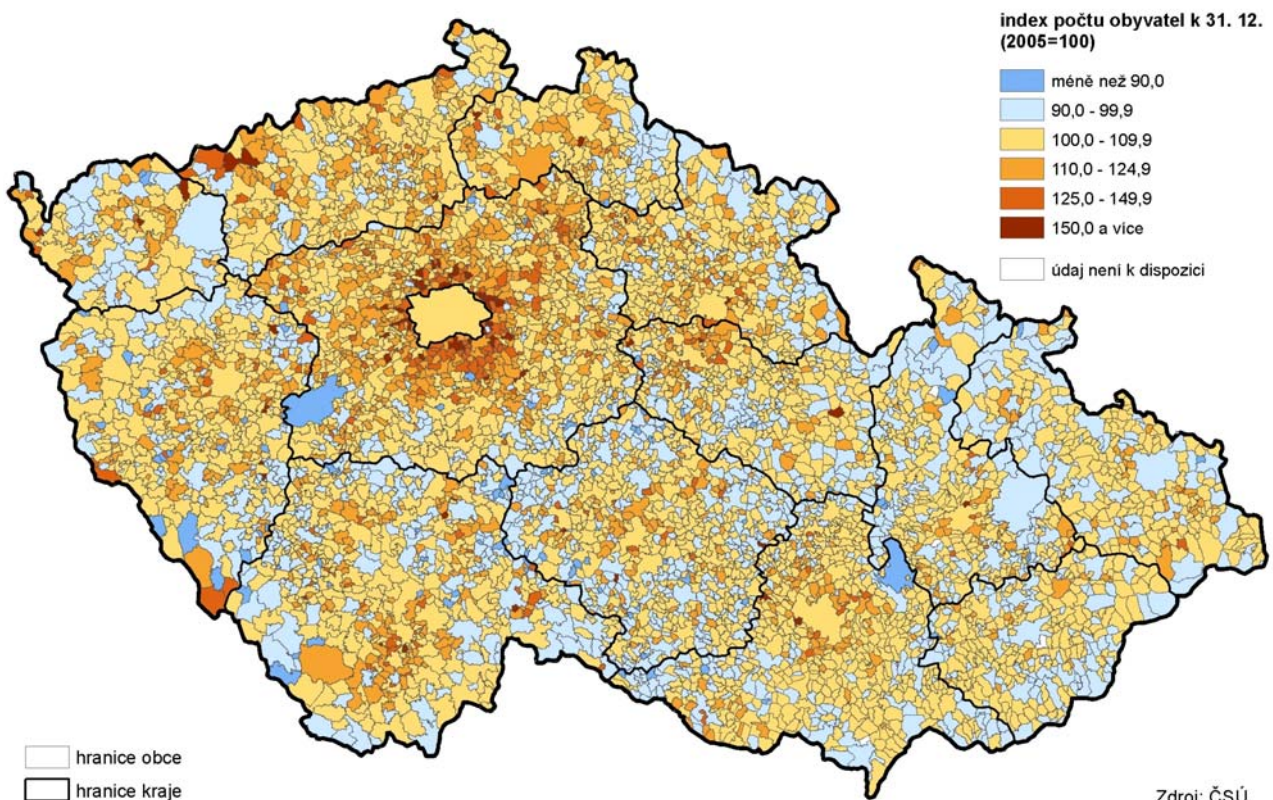 index počtu obyvatel k 31. 12.
(2005=100)
méně než 90,0
90,0 - 99,9
100,0 - 109,9
110,0 - 124,9
125,0 - 149,9
150,0 a více
údaj není k dispozici
hranice obce
hranice kraje
Zdroj: ČSÚ